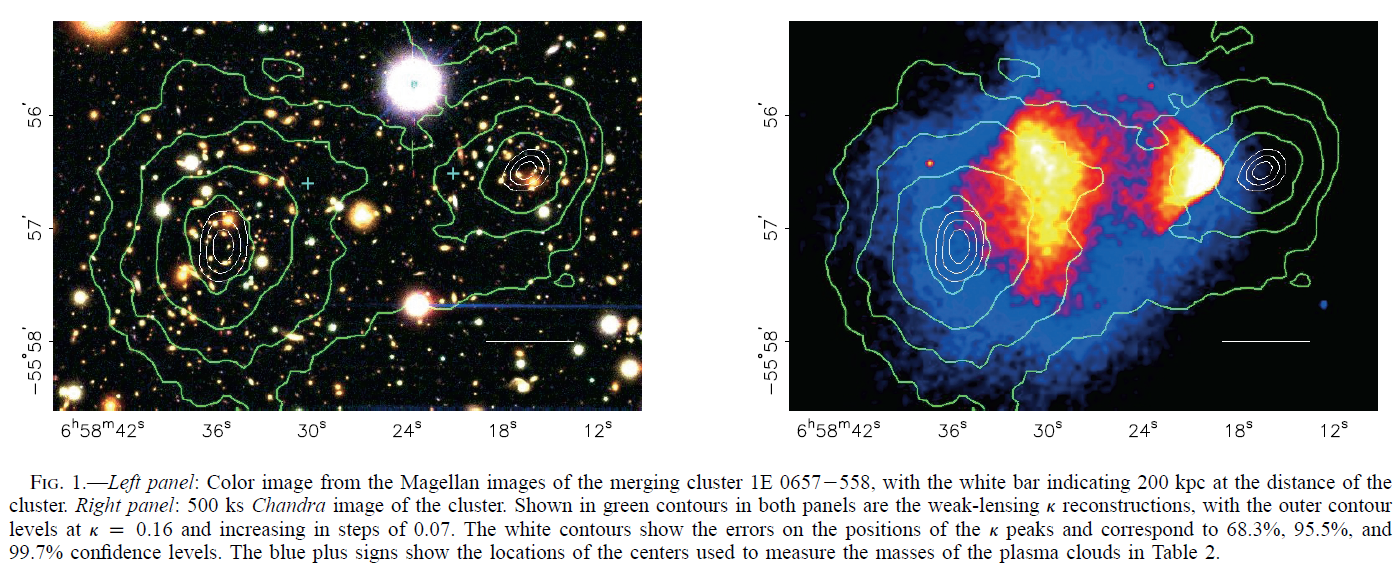 56′
57′
−55°58′
6ʰ58ᵐ42ˢ 36ˢ 30ˢ 24ˢ 18ˢ 12ˢ
56′
57′
−55°58′
6ʰ58ᵐ42ˢ 36ˢ 30ˢ 24ˢ 18ˢ 12ˢ
FIG. 1.—Left panel: Color image from the Magellan images of the merging cluster 1E 0657−558, with the white bar indicating 200 kpc at the distance of the
cluster. Right panel: 500 ks Chandra image of the cluster. Shown in green contours in both panels are the weak-lensing κ reconstructions, with the outer contour
levels at κ = 0.16 and increasing in steps of 0.07. The white contours show the errors on the positions of the κ peaks and correspond to 68.3%, 95.5%, and
99.7% confidence levels. The blue plus signs show the locations of the centers used to measure the masses of the plasma clouds in Table 2.